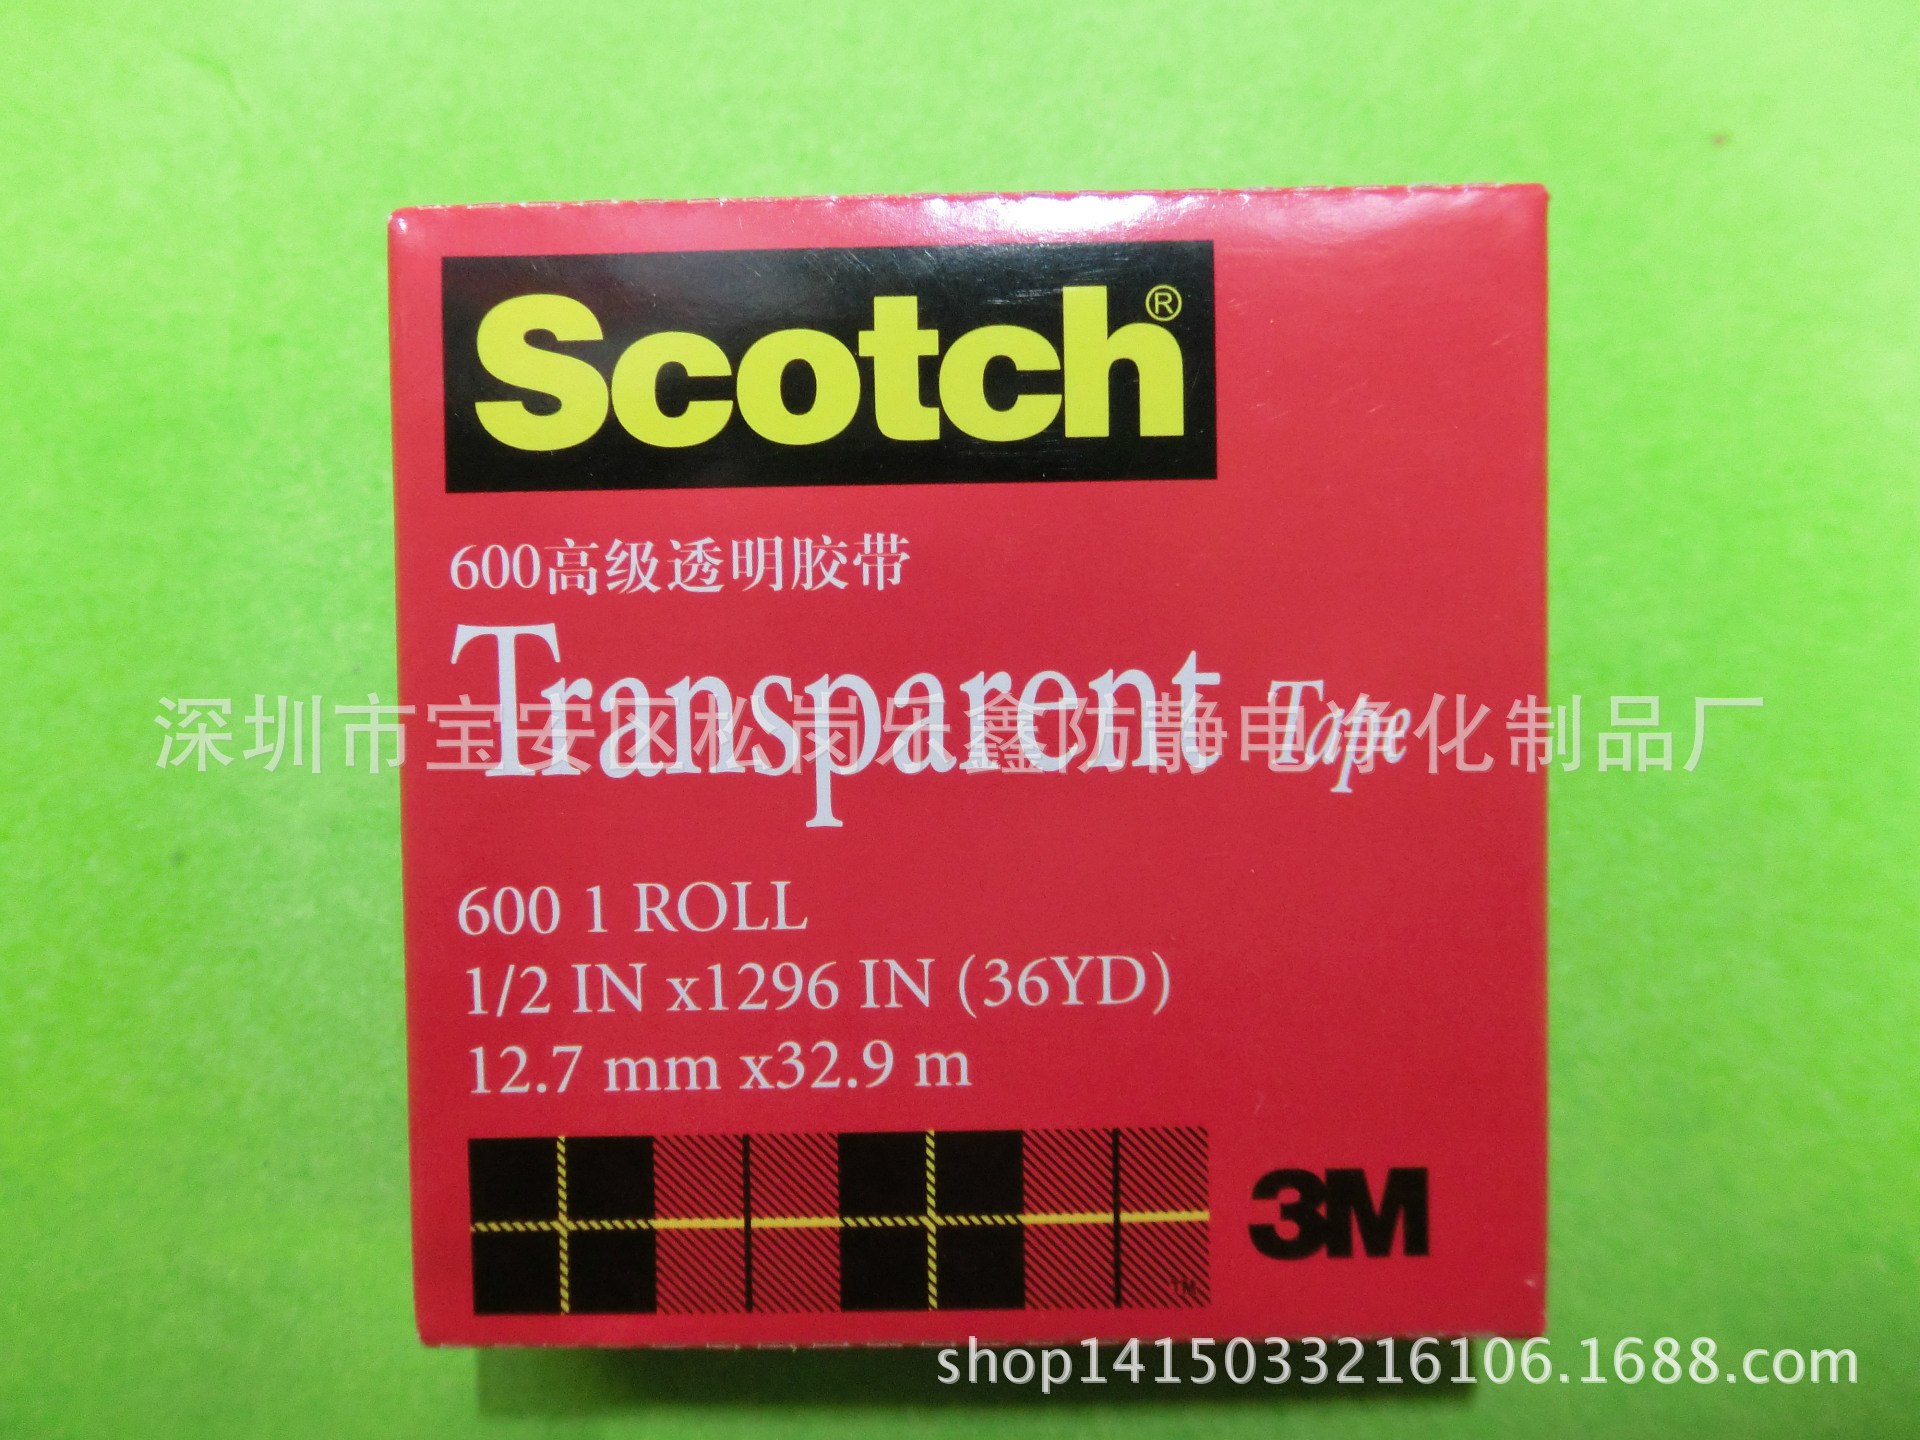 Scotch®
600高级透明胶带
Transparent Tape
深圳市宝安区松岗乐鑫防静电净化制品厂
600 1 ROLL
1/2 IN x1296 IN (36YD)
12.7 mm x32.9 m
3M
TM
shop1415033216106.1688.com